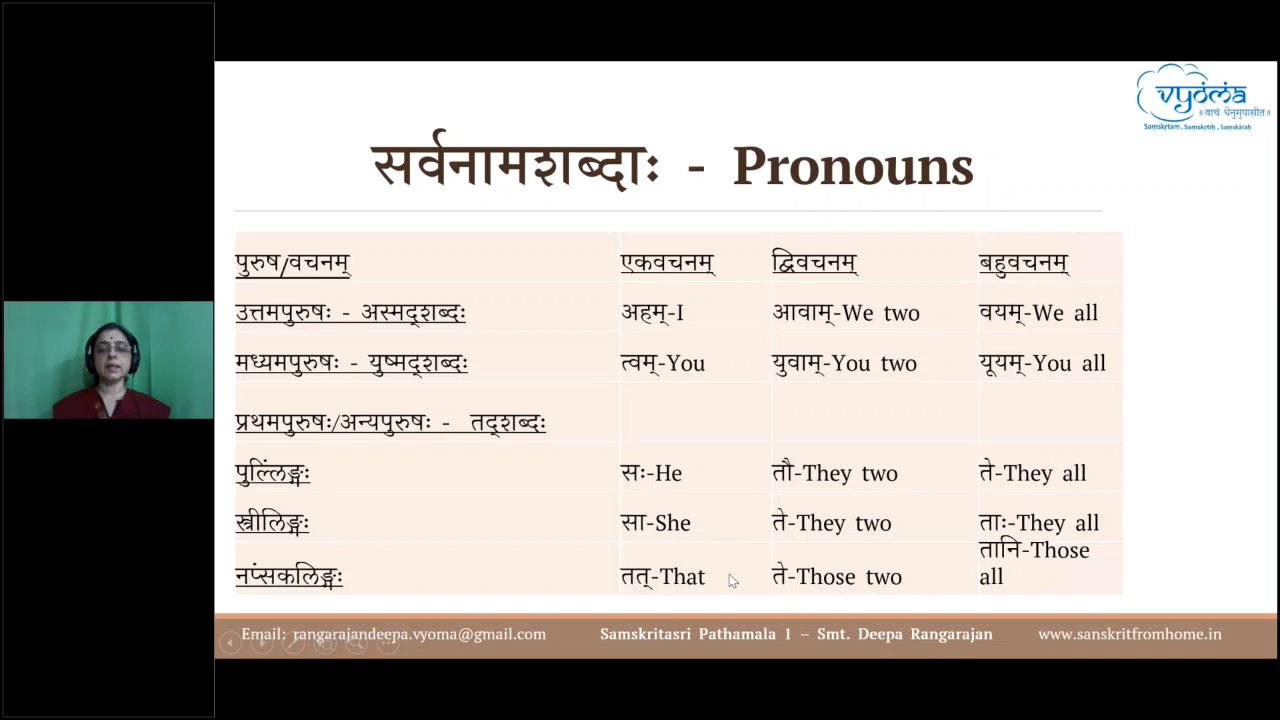 vyoma
॥ वाचं धेनुमुपासीत ॥
Saṃskṛtam . Saṃskṛtiḥ . Saṃskāraḥ
सर्वनामशब्दाः - Pronouns
पुरुष/वचनम् एकवचनम् द्विवचनम् बहुवचनम्
उत्तमपुरुषः - अस्मद्शब्दः अहम्-I आवाम्-We two वयम्-We all
मध्यमपुरुषः - युष्मद्शब्दः त्वम्-You युवाम्-You two यूयम्-You all
प्रथमपुरुषः/अन्यपुरुषः - तद्शब्दः
पुल्लिंङ्गः सः-He तौ-They two ते-They all
स्त्रीलिङ्गः सा-She ते-They two ताः-They all
नप्ंसकलिङ्गः तत्-That ते-Those two तानि-Those
all
Email: rangarajandeepa.vyoma@gmail.com Samskritasri Pathamala 1 – Smt. Deepa Rangarajan www.sanskritfromhome.in